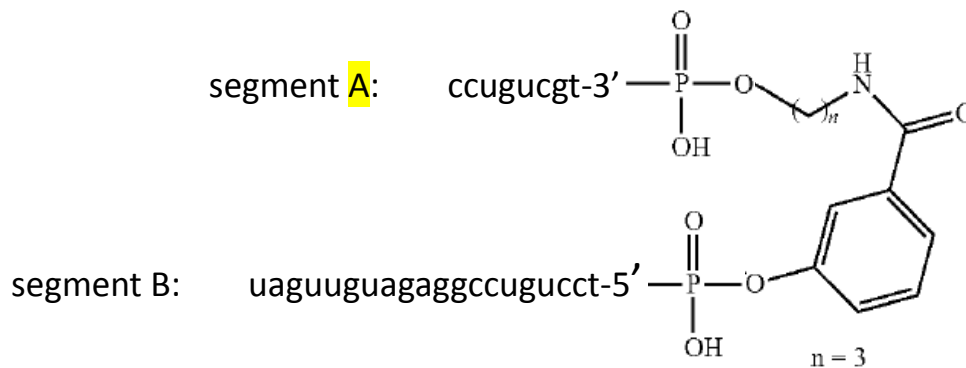 O
H
segment A: ccugucgt-3’ P O ( )n N
OH O
O
segment B: uaguuguagaggccugucct-5’ P O
OH
n = 3